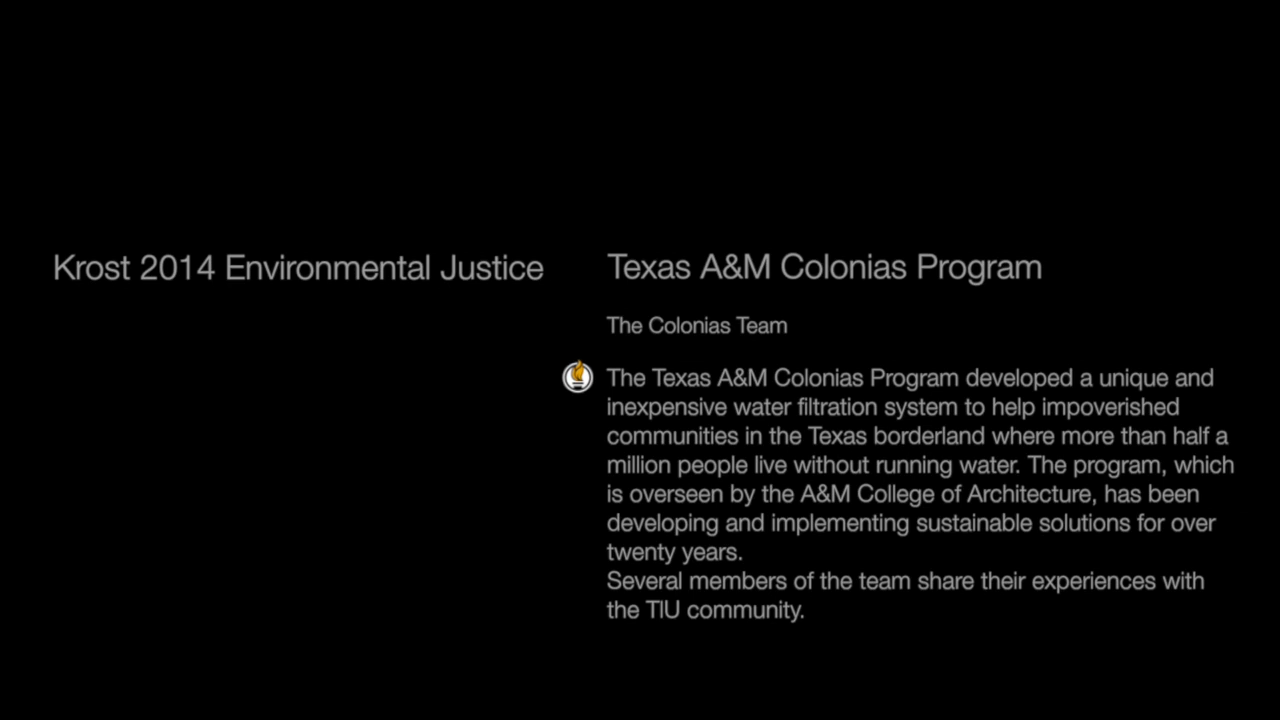 Krost 2014 Environmental Justice
Texas A&M Colonias Program
The Colonias Team
The Texas A&M Colonias Program developed a unique and
inexpensive water filtration system to help impoverished
communities in the Texas borderland where more than half a
million people live without running water. The program, which
is overseen by the A&M College of Architecture, has been
developing and implementing sustainable solutions for over
twenty years.
Several members of the team share their experiences with
the TIU community.